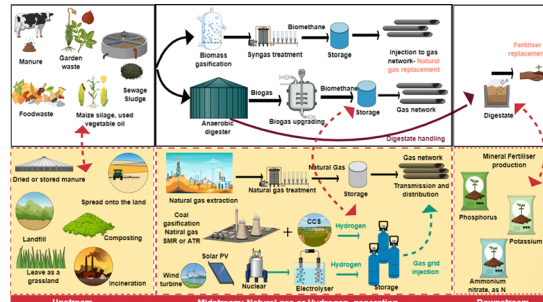 Manure
Garden
waste
Sewage
Sludge
Foodwaste
Maize silage, used
vegetable oil
Biomass
gasification
Syngas treatment
Biomethane
Storage
Injection to gas
network- Natural
gas replacement
Anaerobic
digester
Biogas
Biogas upgrading
Biomethane
Storage
Gas network
Digestate handling
Fertiliser
replacement
Digestate
Dried or stored manure
Spread onto the land
Landfill
Composting
Leave as a
grassland
Incineration
Natural gas extraction
Natural gas treatment
Natural Gas
Storage
Gas network
Transmission and
distribution
Coal
gasification
Natural gas
SMR or ATR
CCS
Hydrogen
Solar PV
Wind
turbine
Nuclear
Electrolyser
Hydrogen
Storage
Gas grid
injection
Mineral Fertiliser
production
Phosphorus
Potassium
Ammonium
nitrate, as N